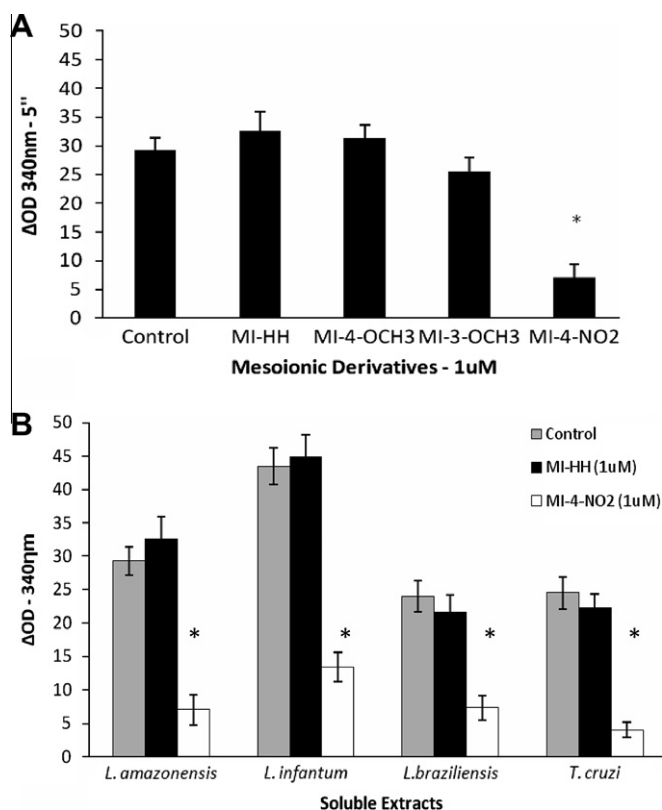 A
ΔOD 340nm - 5''
50
45
40
35
30
25
20
15
10
5
0
*
Control MI-HH MI-4-OCH3 MI-3-OCH3 MI-4-NO2
Mesoionic Derivatives - 1uM
B
ΔOD - 340ηm
50
45
40
35
30
25
20
15
10
5
0
Control
MI-HH (1uM)
MI-4-NO2 (1uM)
* * * *
L. amazonensis L. infantum L.braziliensis T. cruzi
Soluble Extracts